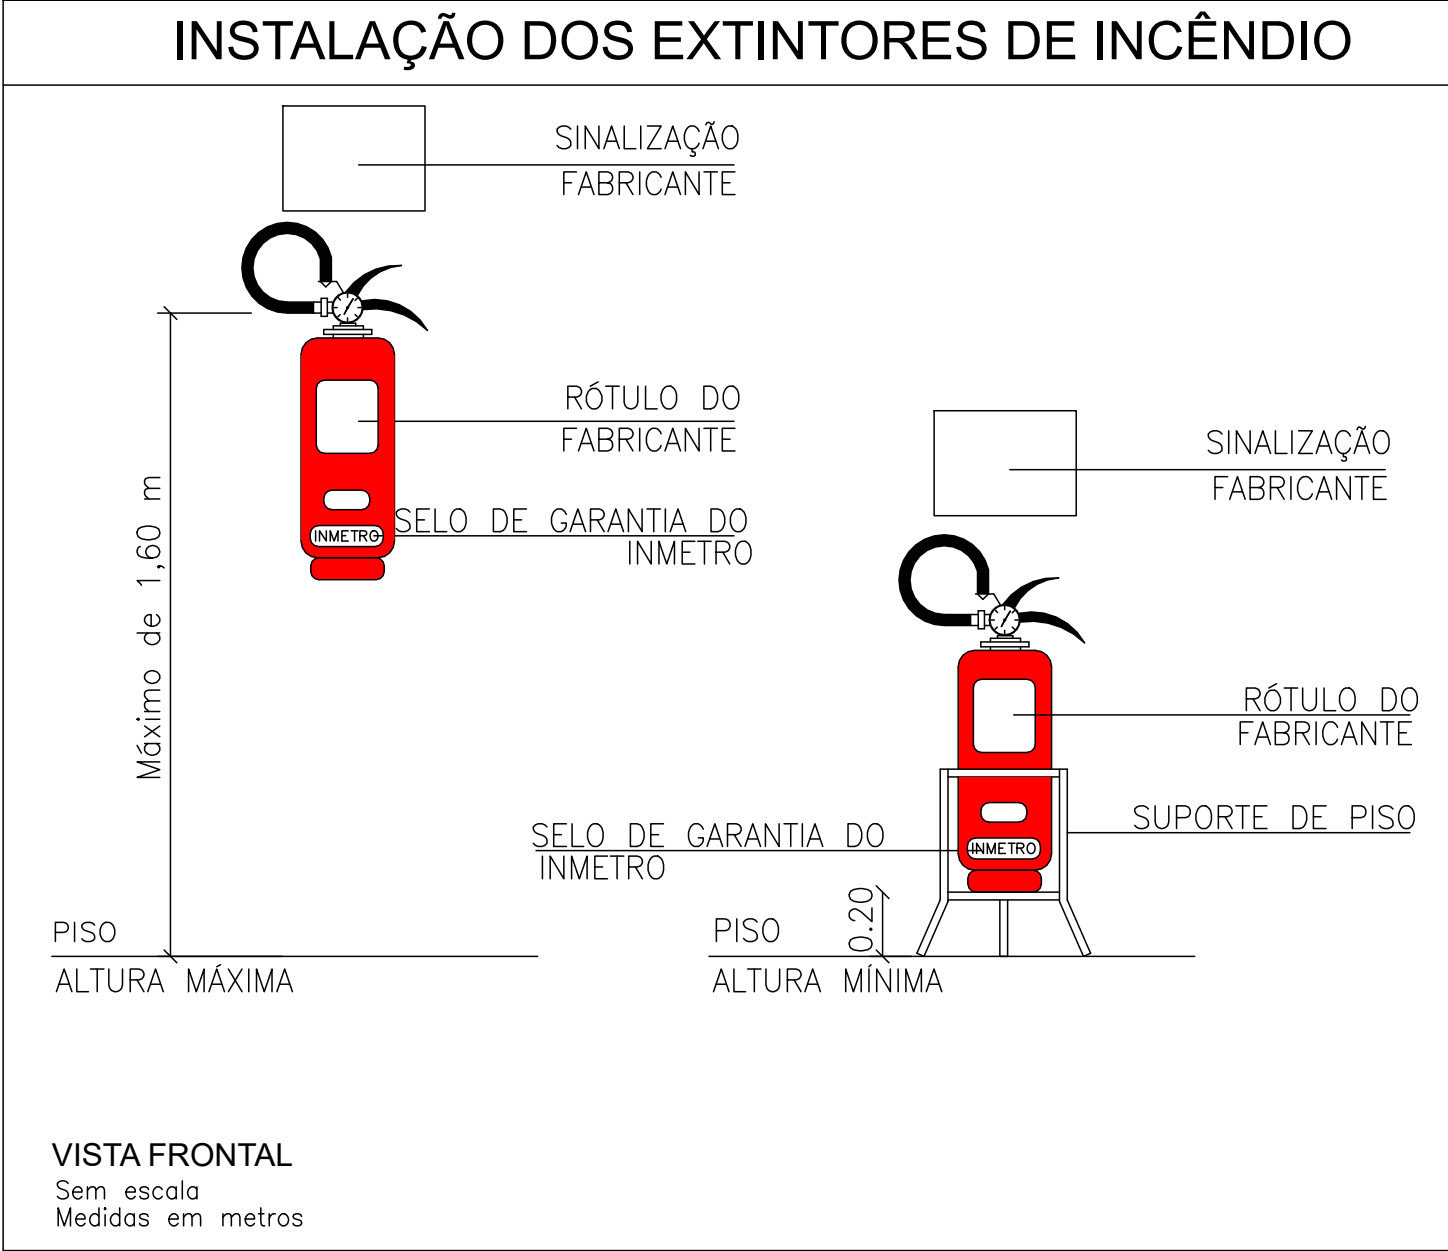 INSTALAÇÃO DOS EXTINTORES DE INCÊNDIO
SINALIZAÇÃO
FABRICANTE
RÓTULO DO
FABRICANTE
SELO DE GARANTIA DO
INMETRO
INMETRO
Máximo de 1,60 m
PISO
ALTURA MÁXIMA
SINALIZAÇÃO
FABRICANTE
RÓTULO DO
FABRICANTE
SUPORTE DE PISO
SELO DE GARANTIA DO
INMETRO
INMETRO
0.20
PISO
ALTURA MÍNIMA
VISTA FRONTAL
Sem escala
Medidas em metros